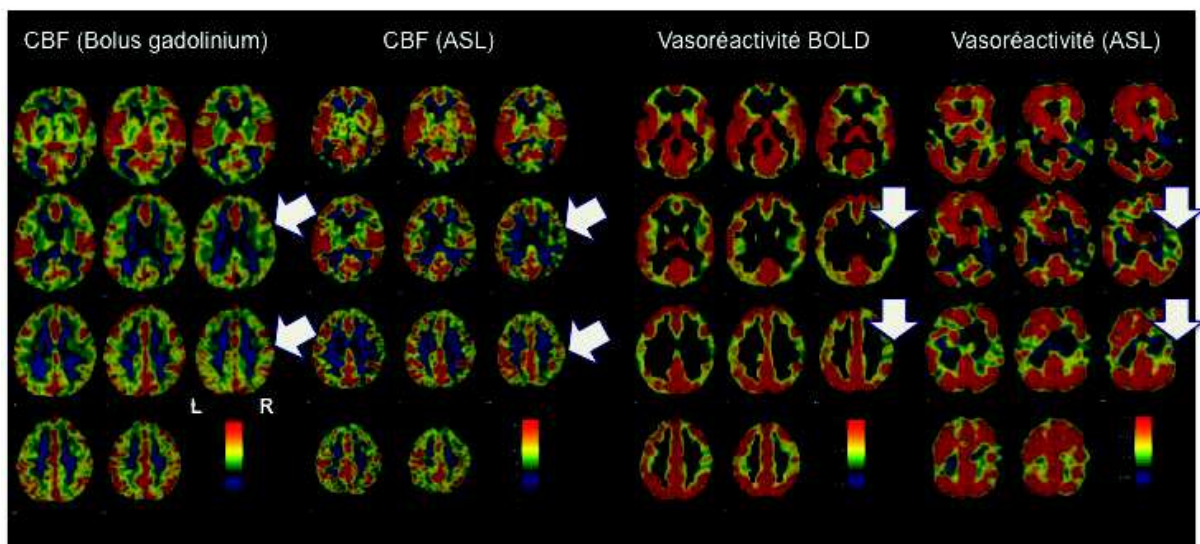 CBF (Bolus gadolinium)
CBF (ASL)
Vasoréactivité BOLD
Vasoréactivité (ASL)
L R